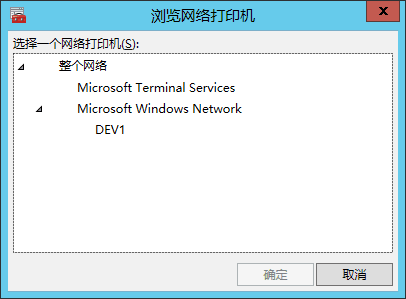 浏览网络打印机
x
选择一个网络打印机(S):
整个网络
Microsoft Terminal Services
Microsoft Windows Network
DEV1
确定
取消